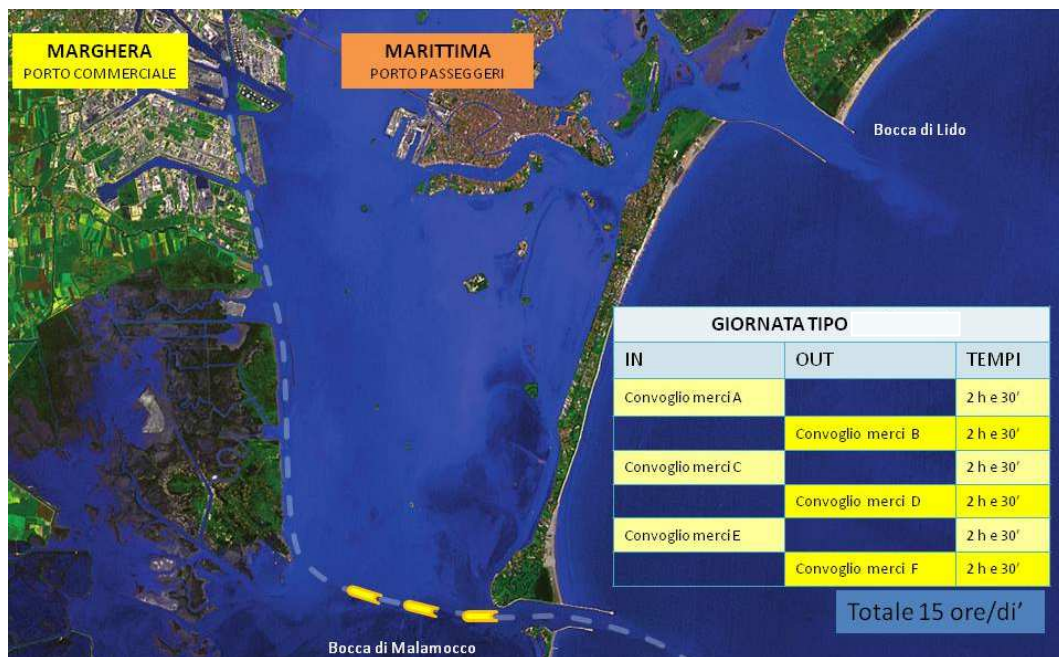 MARGHERA
PORTO COMMERCIALE
MARITTIMA
PORTO PASSEGGERI
Bocca di Lido
GIORNATA TIPO
IN OUT TEMPI
Convoglio merci A 2 h e 30'
Convoglio merci B 2 h e 30'
Convoglio merci C 2 h e 30'
Convoglio merci D 2 h e 30'
Convoglio merci E 2 h e 30'
Convoglio merci F 2 h e 30'
Totale 15 ore/di'
Bocca di Malamocco